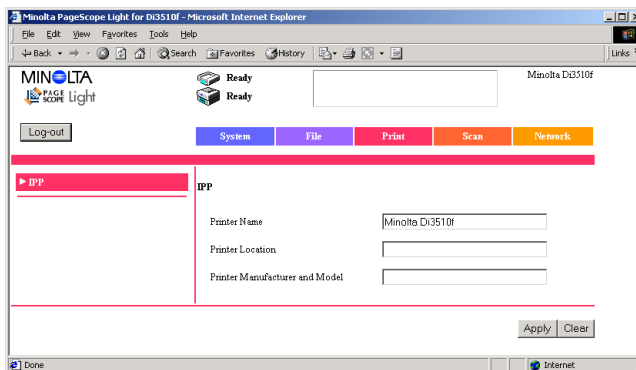 Minolta PageScope Light for Di3510f - Microsoft Internet Explorer
File Edit View Favorites Tools Help
Back Search Favorites History Links
MINOLTA Ready Minolta Di3510f
PAGE SCOPE Light Ready
Log-out System File Print Scan Network
IPP IPP
Printer Name Minolta Di3510f
Printer Location
Printer Manufacturer and Model
Apply Clear
Done Internet